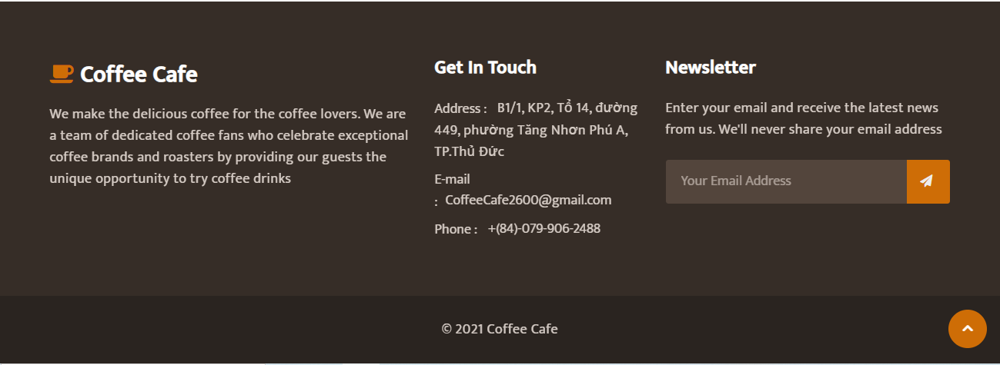 Coffee Cafe
We make the delicious coffee for the coffee lovers. We are
a team of dedicated coffee fans who celebrate exceptional
coffee brands and roasters by providing our guests the
unique opportunity to try coffee drinks
Get In Touch
Address : B1/1, KP2, Tổ 14, đường
449, phường Tăng Nhơn Phú A,
TP.Thủ Đức
E-mail
: CoffeeCafe2600@gmail.com
Phone : +(84)-079-906-2488
Newsletter
Enter your email and receive the latest news
from us. We'll never share your email address
Your Email Address
© 2021 Coffee Cafe